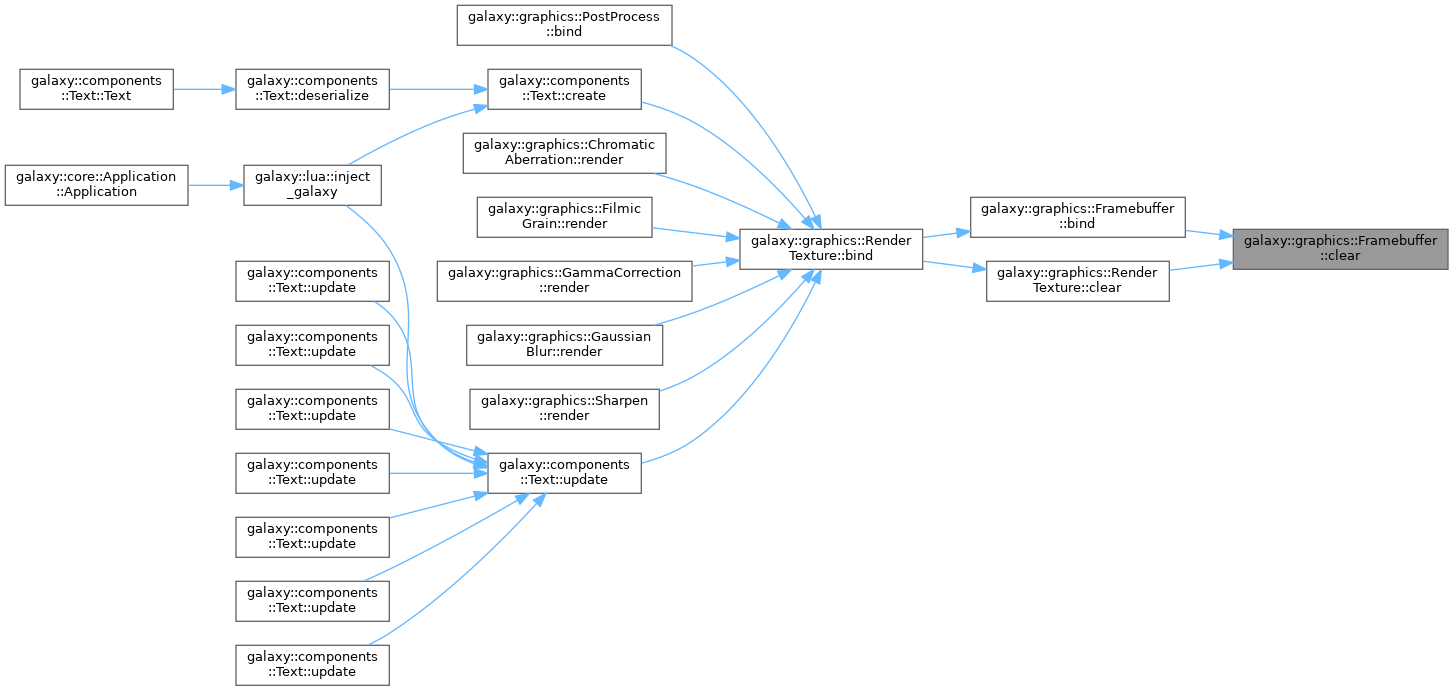 galaxy::graphics::PostProcess
::bind
galaxy::components
::Text::Text
galaxy::components
::Text::deserialize
galaxy::components
::Text::create
galaxy::graphics::Chromatic
Aberration::render
galaxy::core::Application
::Application
galaxy::lua::inject
_galaxy
galaxy::graphics::Filmic
Grain::render
galaxy::graphics::Framebuffer
::bind
galaxy::graphics::Render
Texture::bind
galaxy::graphics::Framebuffer
::clear
galaxy::components
::Text::update
galaxy::graphics::GammaCorrection
::render
galaxy::graphics::Render
Texture::clear
galaxy::components
::Text::update
galaxy::graphics::Gaussian
Blur::render
galaxy::components
::Text::update
galaxy::graphics::Sharpen
::render
galaxy::components
::Text::update
galaxy::components
::Text::update
galaxy::components
::Text::update
galaxy::components
::Text::update
galaxy::components
::Text::update